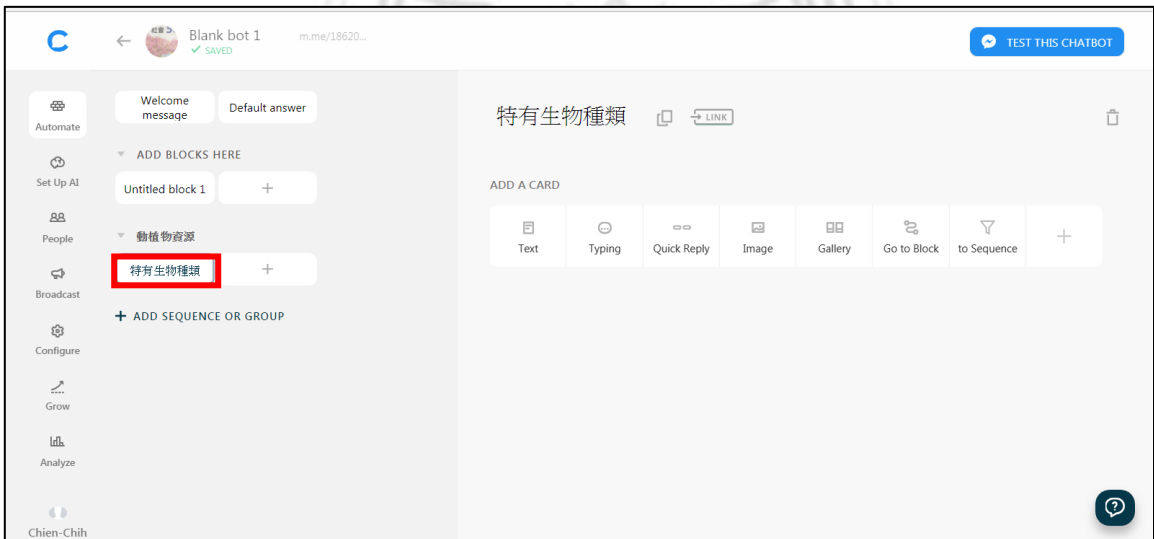 Blank bot 1
m.me/18620...
SAVED
TEST THIS CHATBOT
Automate
Set Up AI
People
Broadcast
Configure
Grow
Analyze
Chien-Chih
Welcome
message
Default answer
ADD BLOCKS HERE
Untitled block 1
動植物資源
特有生物種類
+ ADD SEQUENCE OR GROUP
特有生物種類
LINK
ADD A CARD
Text
Typing
Quick Reply
Image
Gallery
Go to Block
to Sequence